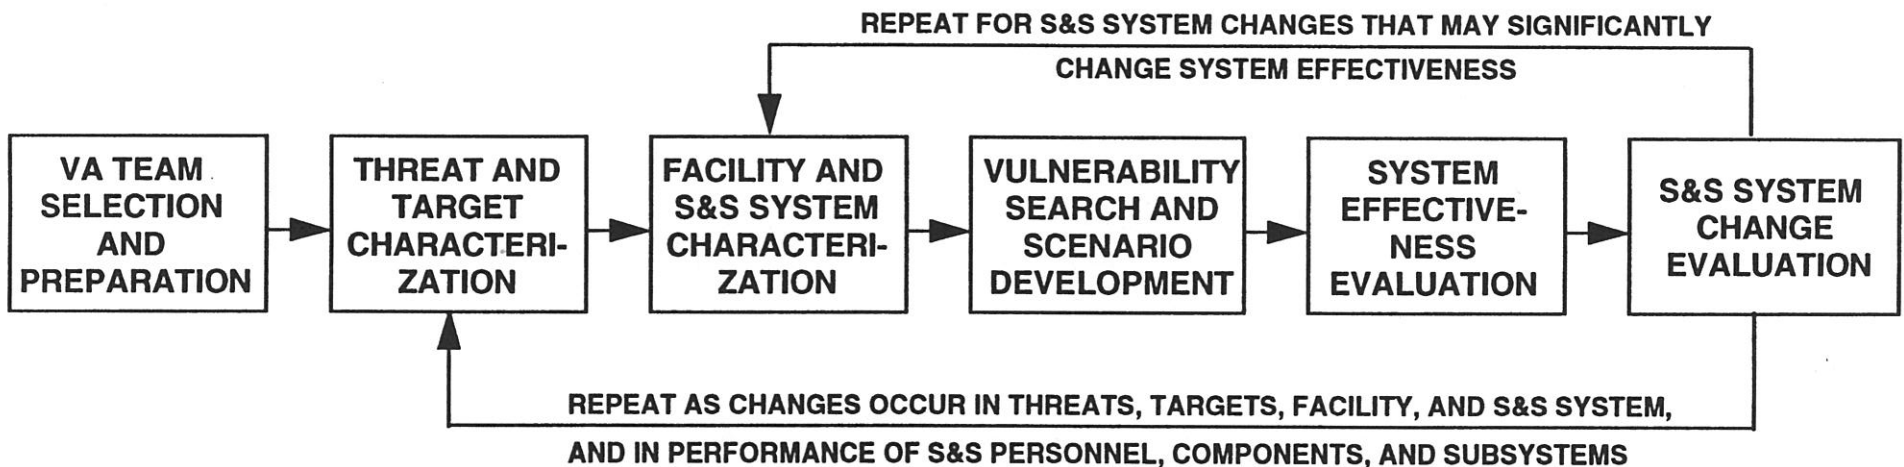 REPEAT FOR S&S SYSTEM CHANGES THAT MAY SIGNIFICANTLY
CHANGE SYSTEM EFFECTIVENESS
VA TEAM
SELECTION
AND
PREPARATION
THREAT AND
TARGET
CHARACTERI-
ZATION
FACILITY AND
S&S SYSTEM
CHARACTERI-
ZATION
VULNERABILITY
SEARCH AND
SCENARIO
DEVELOPMENT
SYSTEM
EFFECTIVE-
NESS
EVALUATION
S&S SYSTEM
CHANGE
EVALUATION
REPEAT AS CHANGES OCCUR IN THREATS, TARGETS, FACILITY, AND S&S SYSTEM,
AND IN PERFORMANCE OF S&S PERSONNEL, COMPONENTS, AND SUBSYSTEMS